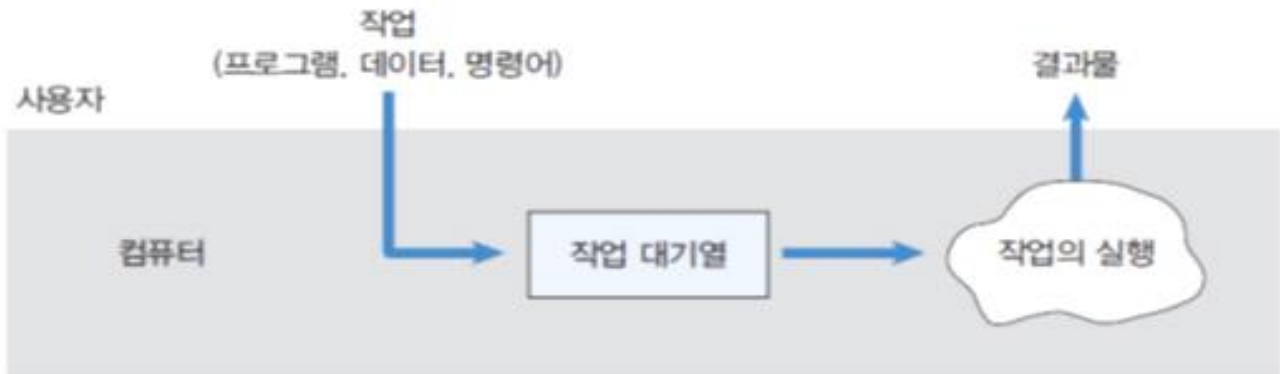 작업
(프로그램, 데이터, 명령어)
결과물
사용자
컴퓨터
작업 대기열
작업의 실행